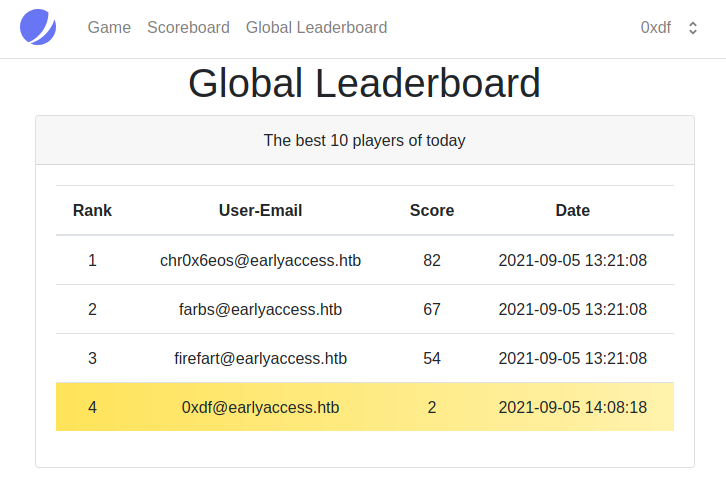 Game Scoreboard Global Leaderboard 0xdf
Global Leaderboard
The best 10 players of today
Rank User-Email Score Date
1 chr0x6eos@earlyaccess.htb 82 2021-09-05 13:21:08
2 farbs@earlyaccess.htb 67 2021-09-05 13:21:08
3 firefart@earlyaccess.htb 54 2021-09-05 13:21:08
4 0xdf@earlyaccess.htb 2 2021-09-05 14:08:18